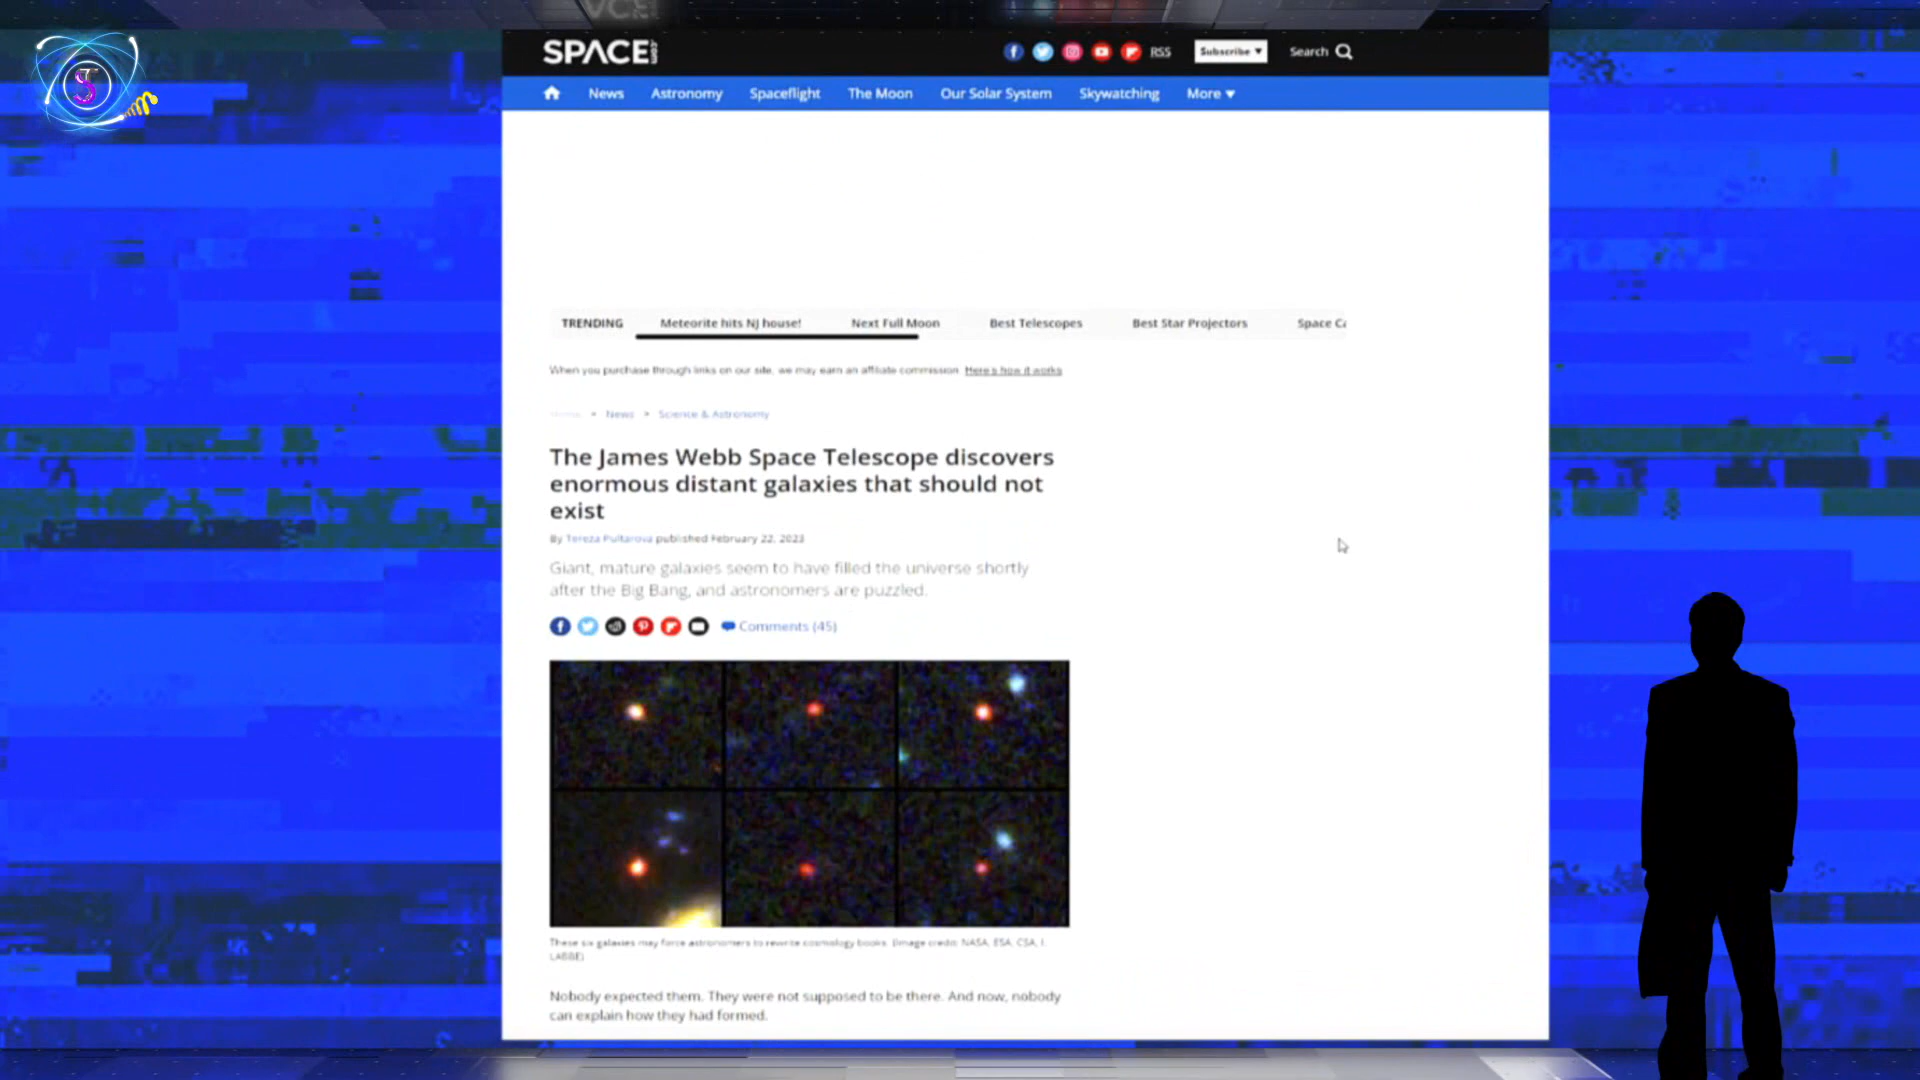 SPACE.com
RSS
Subscribe ▼
Search
News Astronomy Spaceflight The Moon Our Solar System Skywatching More ▼
TRENDING Meteorite hits NJ house! Next Full Moon Best Telescopes Best Star Projectors Space Ca
When you purchase through links on our site, we may earn an affiliate commission. Here's how it works
Home > News > Science & Astronomy
The James Webb Space Telescope discovers
enormous distant galaxies that should not
exist
By Tereza Pultarova published February 22, 2023
Giant, mature galaxies seem to have filled the universe shortly
after the Big Bang, and astronomers are puzzled.
Comments (45)
These six galaxies may force astronomers to rewrite cosmology books. (Image credit: NASA, ESA, CSA, I.
LABBE)
Nobody expected them. They were not supposed to be there. And now, nobody
can explain how they had formed.